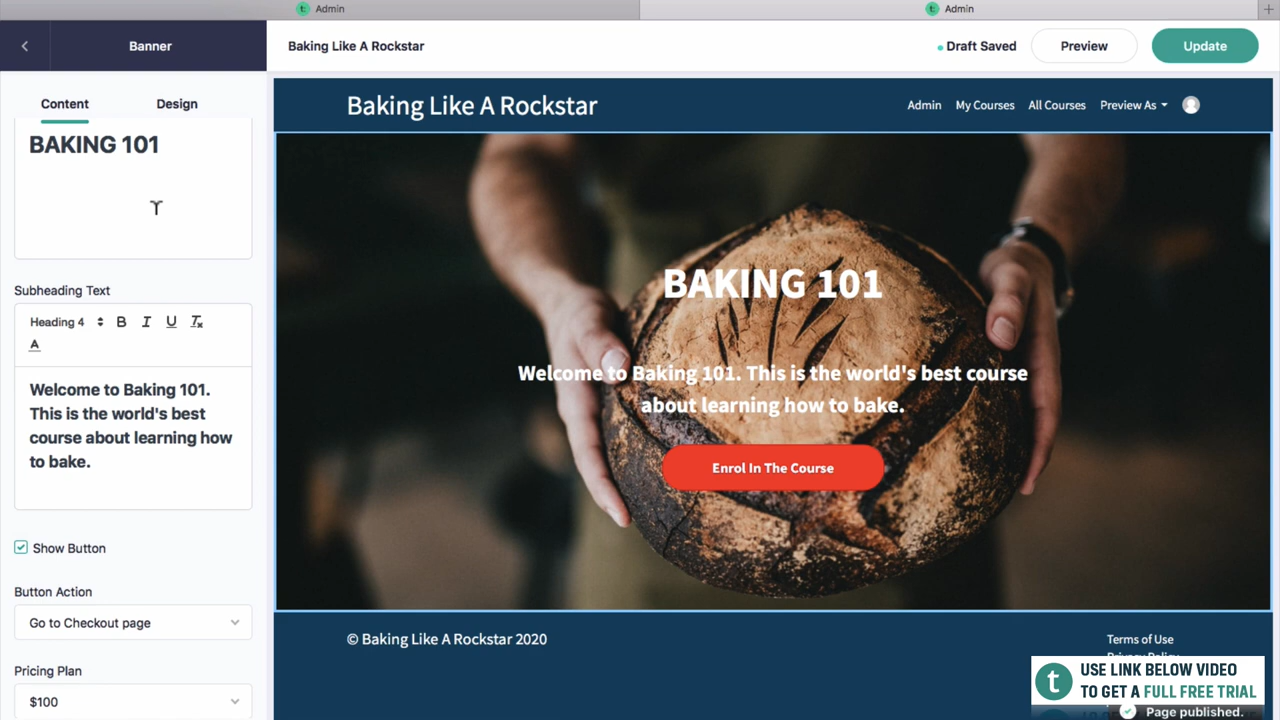 Admin
Admin
Banner
Baking Like A Rockstar
Draft Saved
Preview
Update
Content
Design
BAKING 101
Subheading Text
Heading 4
B I U Tx
A
Welcome to Baking 101.
This is the world's best
course about learning how
to bake.
Show Button
Button Action
Go to Checkout page
Pricing Plan
$100
Baking Like A Rockstar
Admin
My Courses
All Courses
Preview As
BAKING 101
Welcome to Baking 101. This is the world's best course
about learning how to bake.
Enrol In The Course
© Baking Like A Rockstar 2020
Terms of Use
Privacy Policy
t
USE LINK BELOW VIDEO
TO GET A FULL FREE TRIAL
Page published.